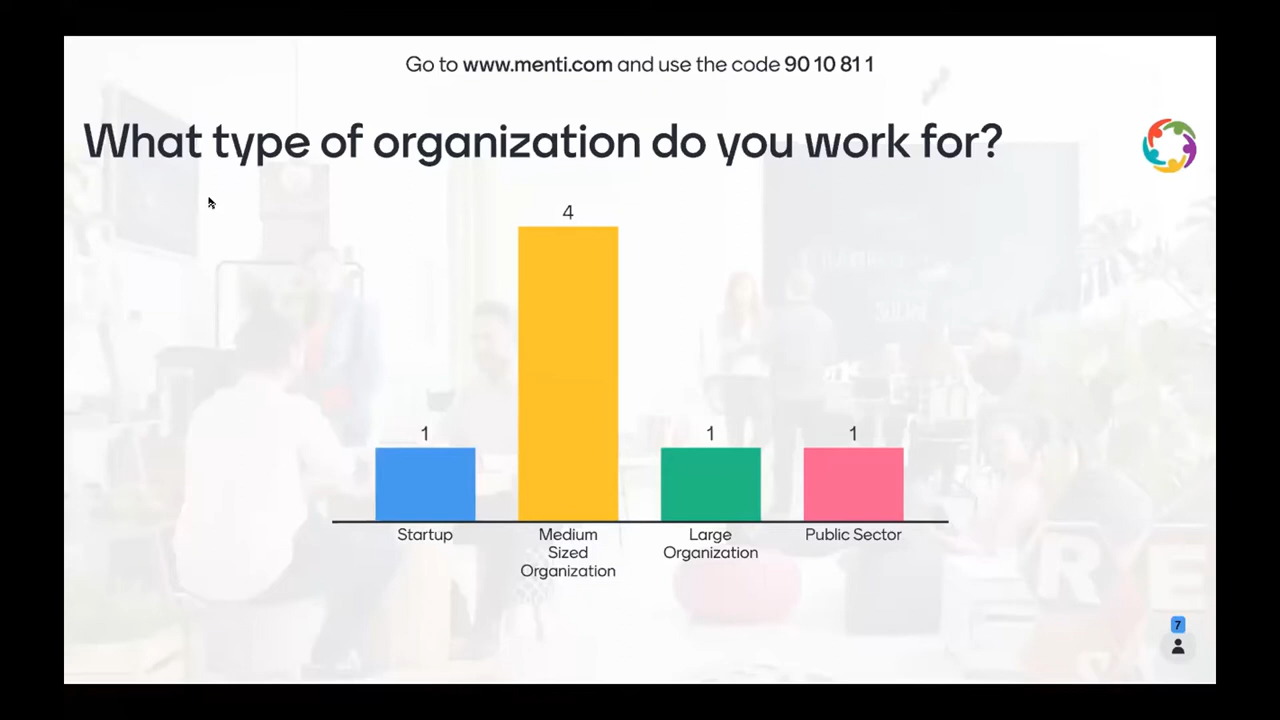 Go to www.menti.com and use the code 90 10 81 1
What type of organization do you work for?
4
1
1
1
Startup
Medium
Sized
Organization
Large
Organization
Public Sector
R E
7